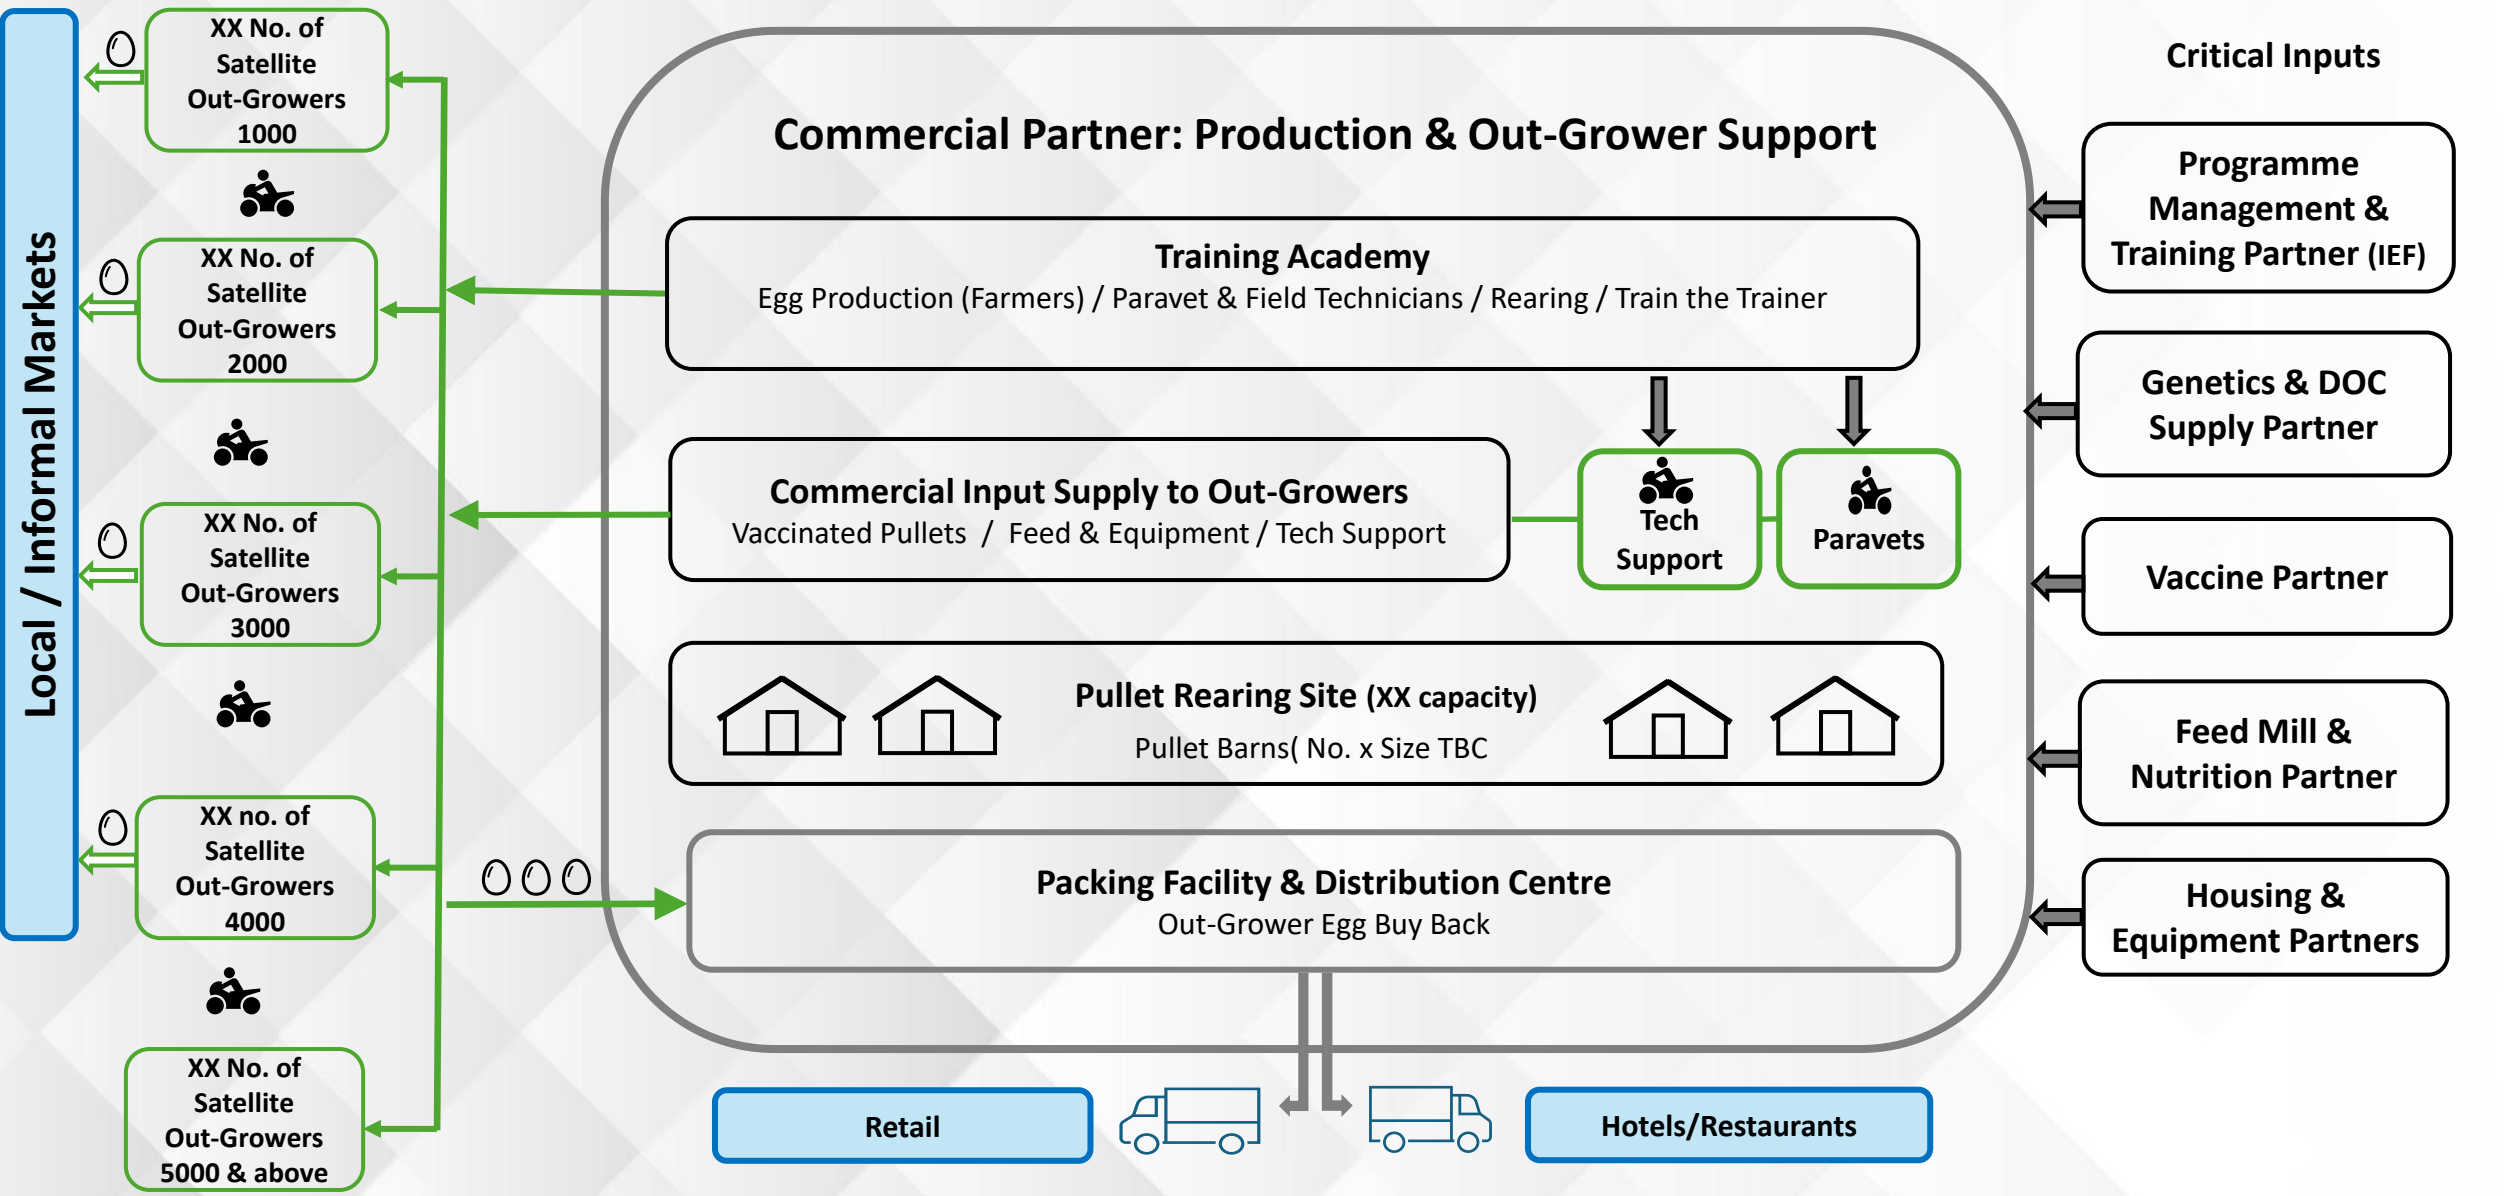 Local / Informal Markets
XX No. of
Satellite
Out-Growers
1000
XX No. of
Satellite
Out-Growers
2000
XX No. of
Satellite
Out-Growers
3000
XX no. of
Satellite
Out-Growers
4000
XX No. of
Satellite
Out-Growers
5000 & above
Commercial Partner: Production & Out-Grower Support
Training Academy
Egg Production (Farmers) / Paravet & Field Technicians / Rearing / Train the Trainer
Commercial Input Supply to Out-Growers
Vaccinated Pullets / Feed & Equipment / Tech Support
Tech
Support
Paravets
Pullet Rearing Site (XX capacity)
Pullet Barns( No. x Size TBC
Packing Facility & Distribution Centre
Out-Grower Egg Buy Back
Retail
Hotels/Restaurants
Critical Inputs
Programme
Management &
Training Partner (IEF)
Genetics & DOC
Supply Partner
Vaccine Partner
Feed Mill &
Nutrition Partner
Housing &
Equipment Partners